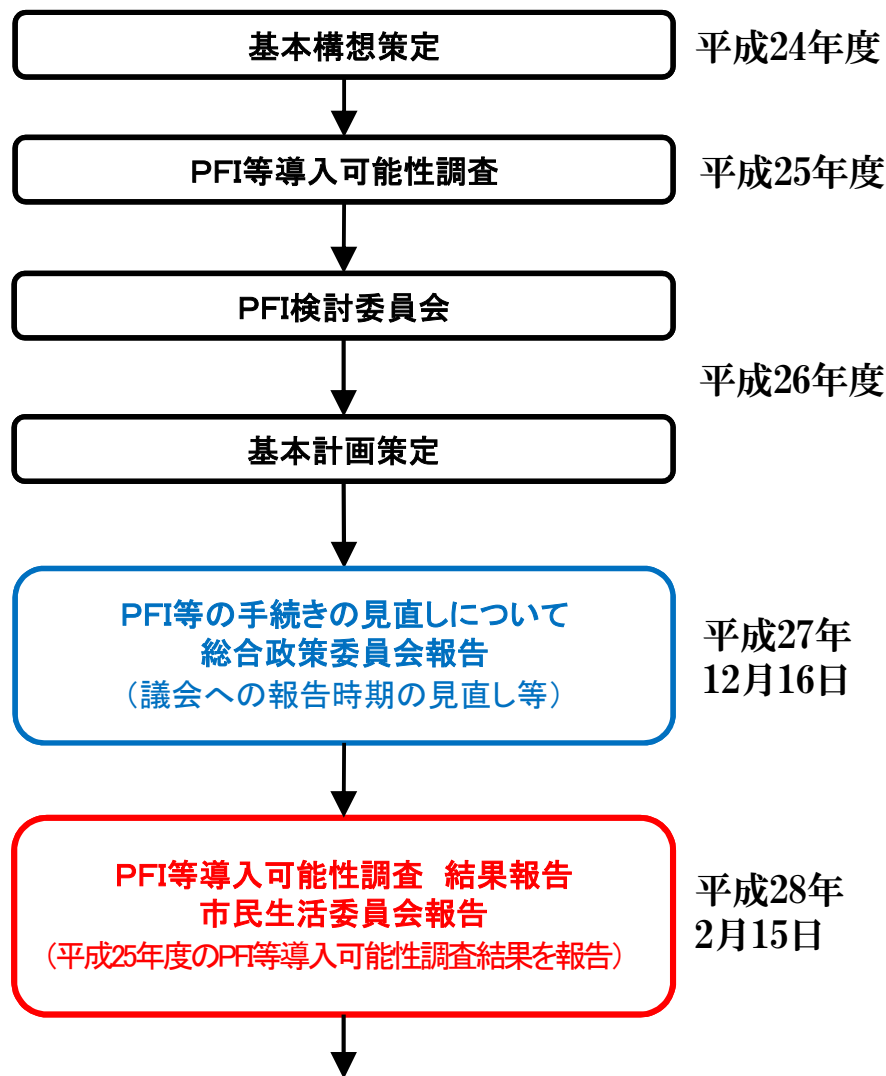 基本構想策定
平成24年度
PFI等導入可能性調査
平成25年度
PFI検討委員会
平成26年度
基本計画策定
PFI等の手続きの見直しについて
総合政策委員会報告
（議会への報告時期の見直し等）
平成27年
12月16日
PFI等導入可能性調査　結果報告
市民生活委員会報告
（平成25年度のPFI等導入可能性調査結果を報告）
平成28年
2月15日